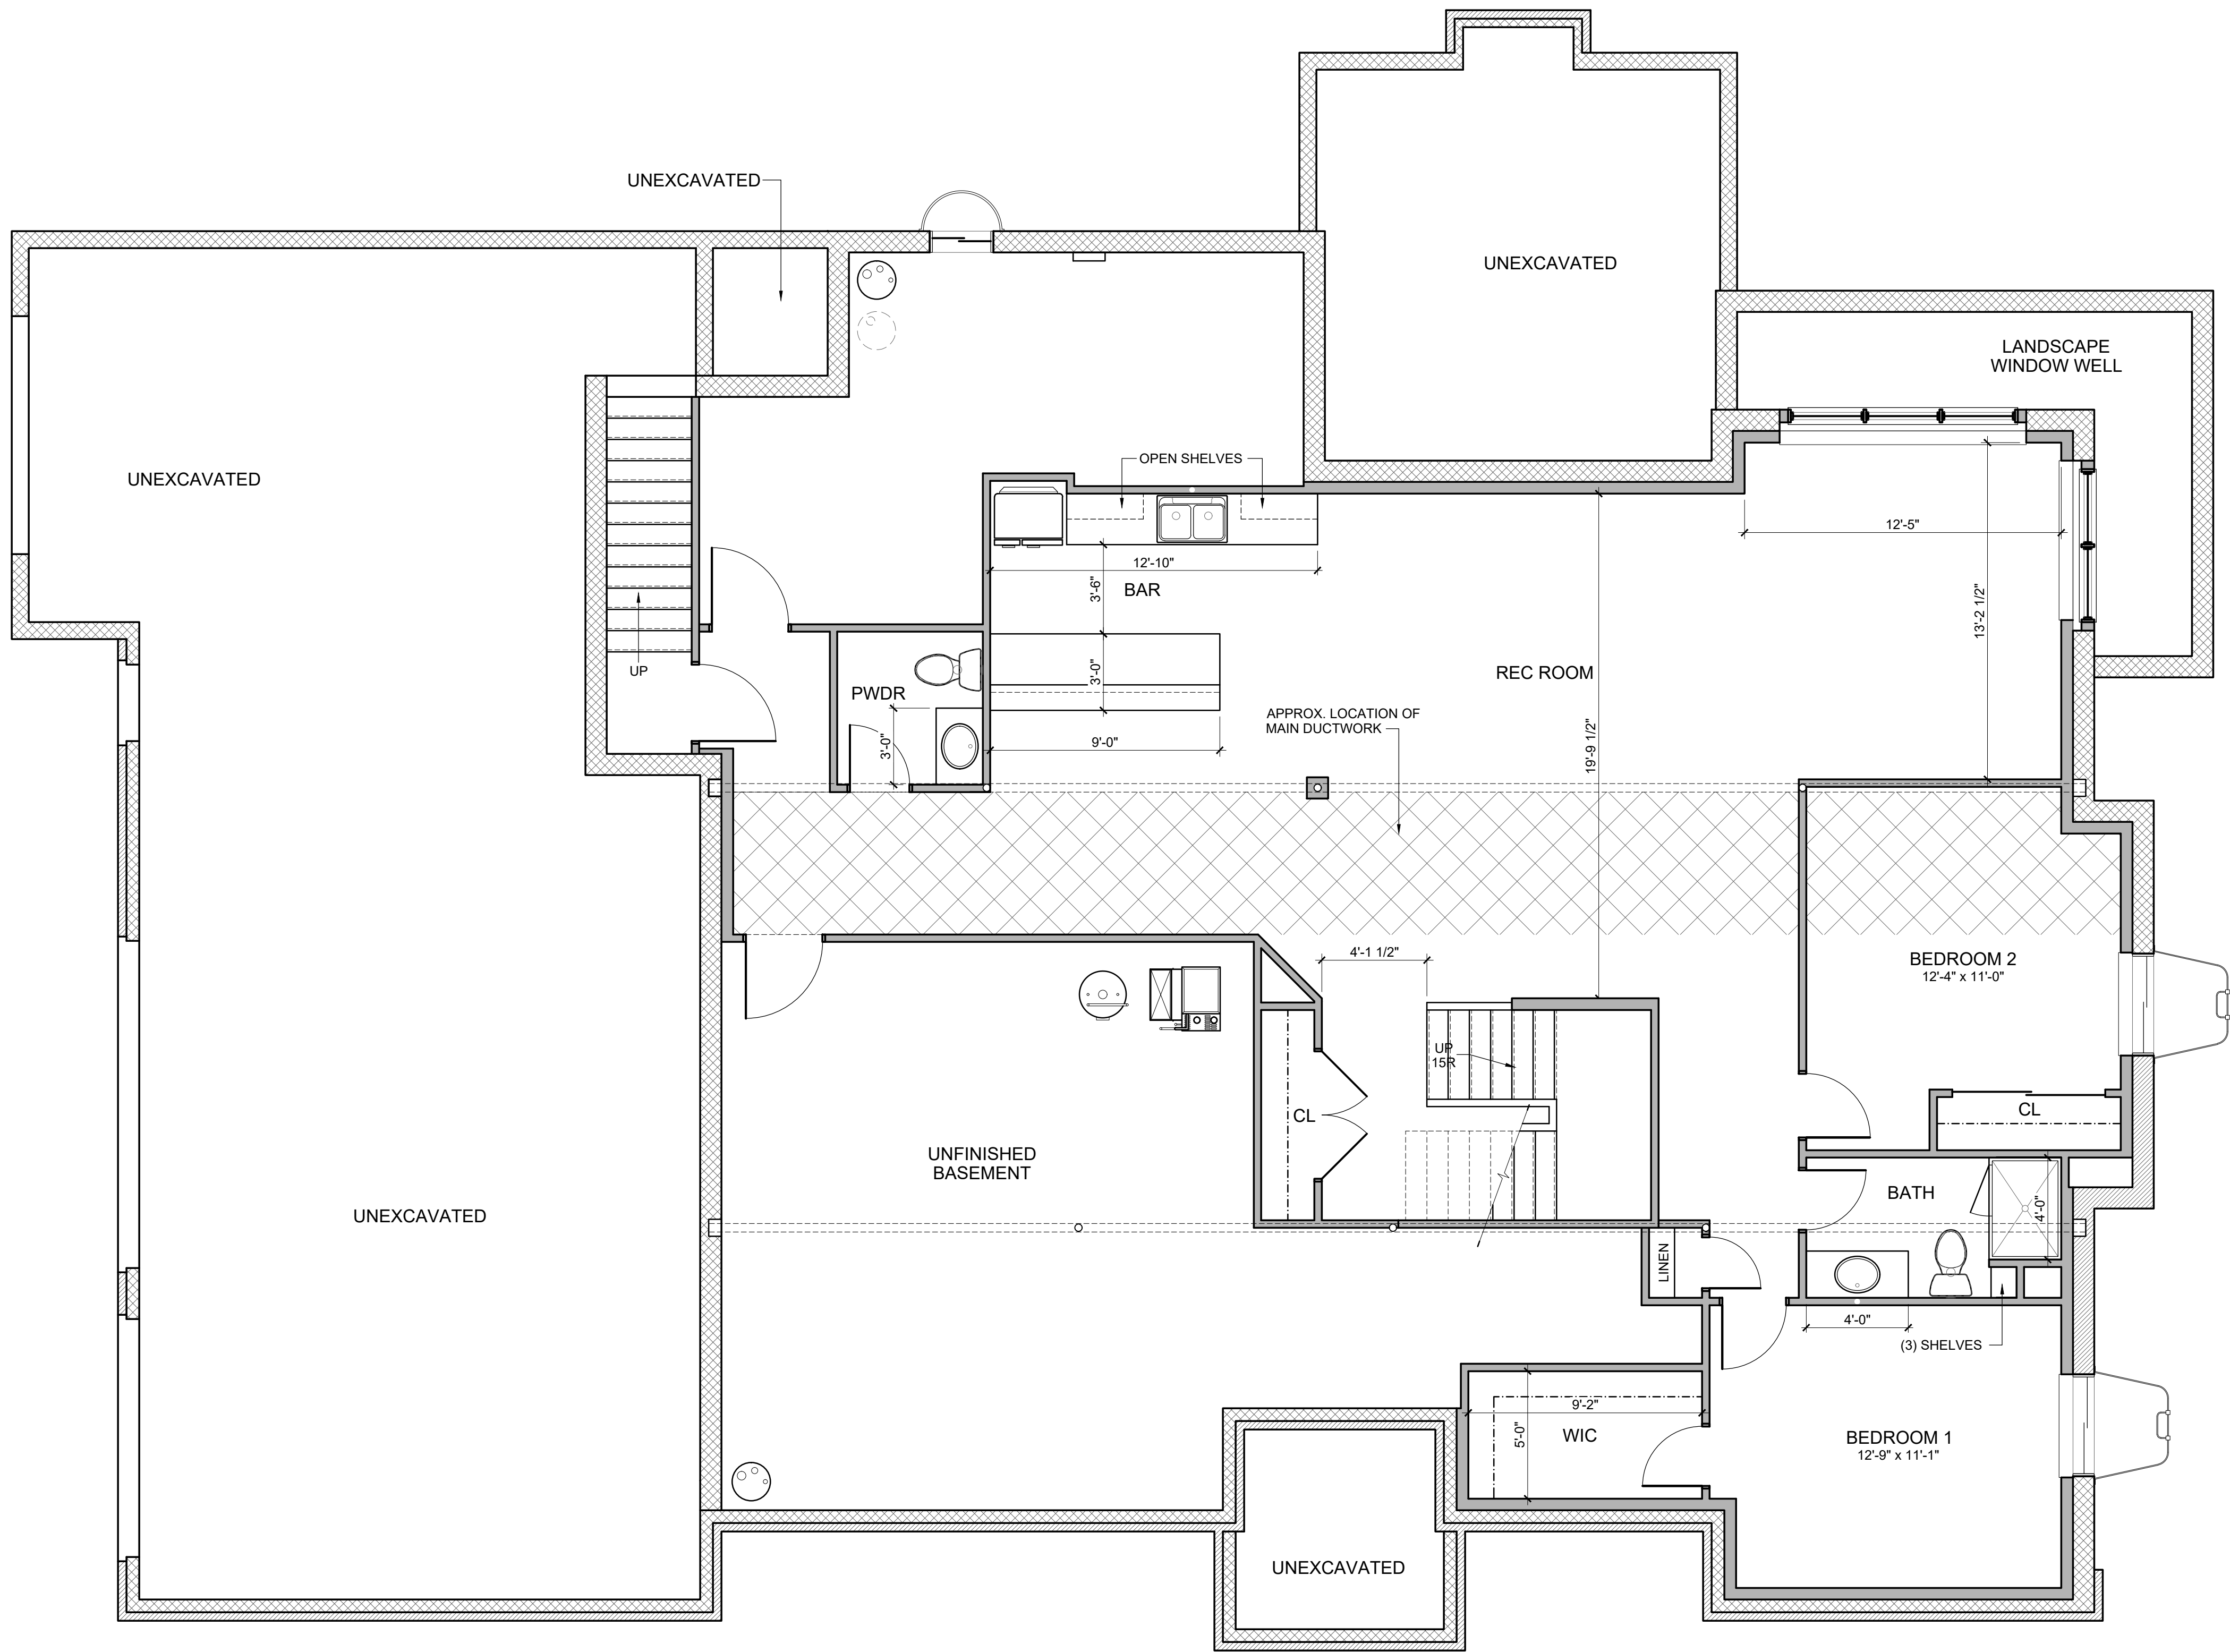 UNEXCAVATED
UNEXCAVATED
LANDSCAPE
WINDOW WELL
OPEN SHELVES
UNEXCAVATED
12'-5"
12'-10"
3'-6"
BAR
13'-2 1/2"
UP
3'-0"
REC ROOM
PWDR
APPROX. LOCATION OF
MAIN DUCTWORK
3'-0"
9'-0"
19'-9 1/2"
4'-1 1/2"
BEDROOM 2
12'-4" x 11'-0"
UP
15R
CL
CL
UNFINISHED
BASEMENT
BATH
4'-0"
UNEXCAVATED
LINEN
4'-0"
(3) SHELVES
9'-2"
5'-0"
WIC
BEDROOM 1
12'-9" x 11'-1"
UNEXCAVATED